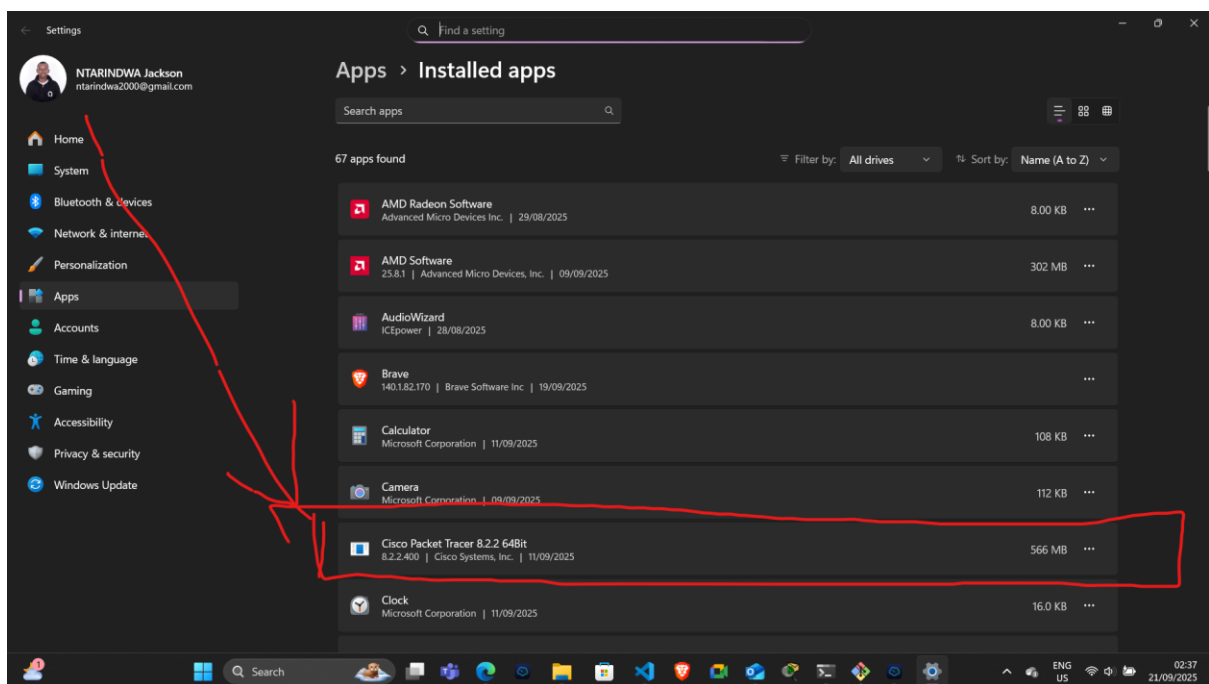 Settings
Find a setting
NTARINDWA Jackson
ntarindwa2000@gmail.com
Home
System
Bluetooth & devices
Network & internet
Personalization
Apps
Accounts
Time & language
Gaming
Accessibility
Privacy & security
Windows Update
Apps > Installed apps
Search apps
67 apps found
Filter by: All drives
Sort by: Name (A to Z)
AMD Radeon Software
Advanced Micro Devices Inc. | 29/08/2025
8.00 KB
AMD Software
25.8.1 | Advanced Micro Devices, Inc. | 09/09/2025
302 MB
AudioWizard
ICEpower | 28/08/2025
8.00 KB
Brave
140.1.82.170 | Brave Software Inc | 19/09/2025
Calculator
Microsoft Corporation | 11/09/2025
108 KB
Camera
Microsoft Corporation | 09/09/2025
112 KB
Cisco Packet Tracer 8.2.2 64Bit
8.2.2.400 | Cisco Systems, Inc. | 11/09/2025
566 MB
Clock
Microsoft Corporation | 11/09/2025
16.0 KB
1
Search
ENG
US
02:37
21/09/2025